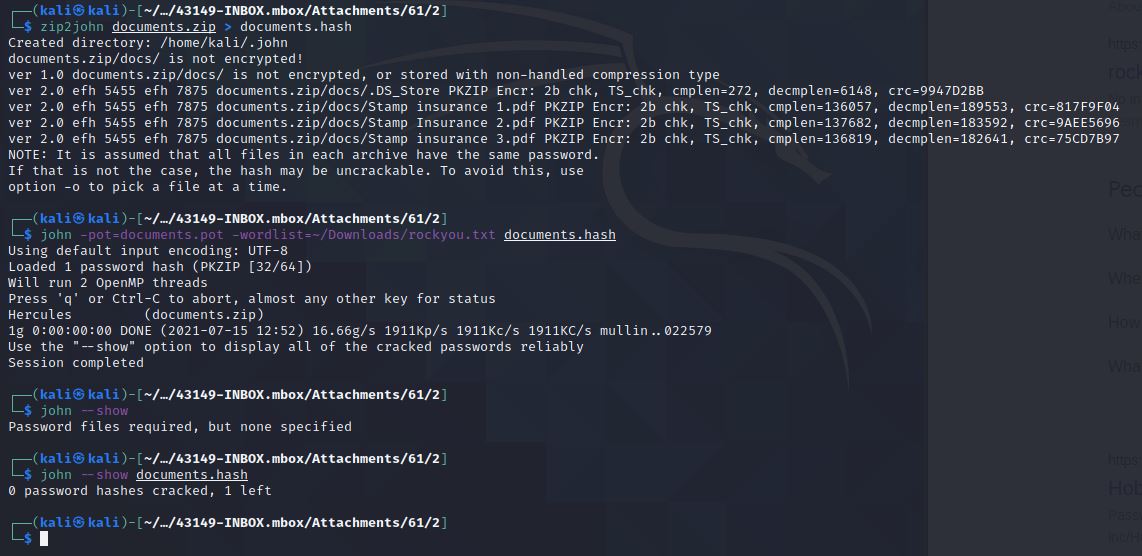 (kali㉿kali)-[~/…/43149-INBOX.mbox/Attachments/61/2]
$ zip2john documents.zip > documents.hash
Created directory: /home/kali/.john
documents.zip/docs/ is not encrypted!
ver 1.0 documents.zip/docs/ is not encrypted, or stored with non-handled compression type
ver 2.0 efh 5455 efh 7875 documents.zip/docs/.DS_Store PKZIP Encr: 2b chk, TS_chk, cmplen=272, decmplen=6148, crc=9947D2BB
ver 2.0 efh 5455 efh 7875 documents.zip/docs/Stamp insurance 1.pdf PKZIP Encr: 2b chk, TS_chk, cmplen=136057, decmplen=189553, crc=817F9F04
ver 2.0 efh 5455 efh 7875 documents.zip/docs/Stamp insurance 2.pdf PKZIP Encr: 2b chk, TS_chk, cmplen=137682, decmplen=183592, crc=9AEE5696
ver 2.0 efh 5455 efh 7875 documents.zip/docs/Stamp insurance 3.pdf PKZIP Encr: 2b chk, TS_chk, cmplen=136819, decmplen=182641, crc=75CD7B97
NOTE: It is assumed that all files in each archive have the same password.
If that is not the case, the hash may be uncrackable. To avoid this, use
option -o to pick a file at a time.
(kali㉿kali)-[~/…/43149-INBOX.mbox/Attachments/61/2]
$ john -pot=documents.pot -wordlist=~/Downloads/rockyou.txt documents.hash
Using default input encoding: UTF-8
Loaded 1 password hash (PKZIP [32/64])
Will run 2 OpenMP threads
Press 'q' or Ctrl-C to abort, almost any other key for status
Hercules (documents.zip)
1g 0:00:00:00 DONE (2021-07-15 12:52) 16.66g/s 1911Kp/s 1911Kc/s 1911KC/s mullin..022579
Use the "--show" option to display all of the cracked passwords reliably
Session completed
(kali㉿kali)-[~/…/43149-INBOX.mbox/Attachments/61/2]
$ john --show
Password files required, but none specified
(kali㉿kali)-[~/…/43149-INBOX.mbox/Attachments/61/2]
$ john --show documents.hash
0 password hashes cracked, 1 left
(kali㉿kali)-[~/…/43149-INBOX.mbox/Attachments/61/2]
$